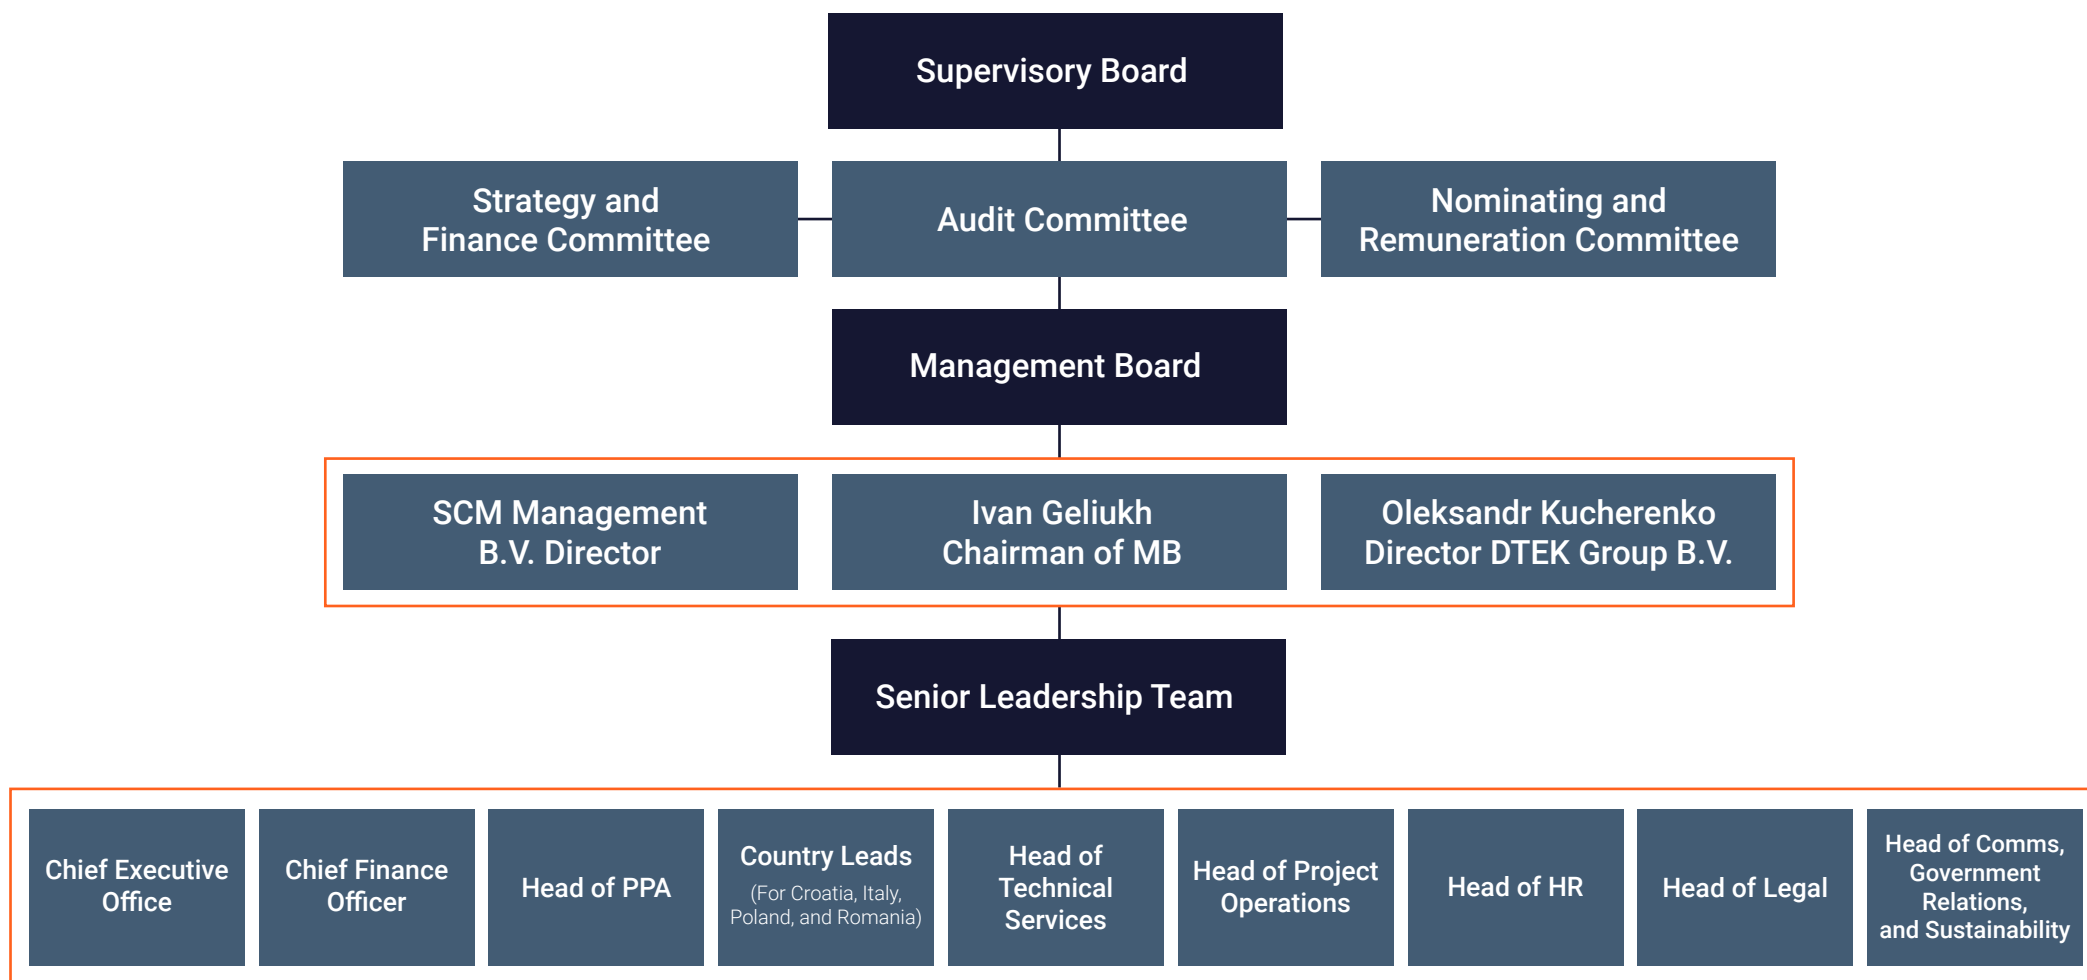 Supervisory Board
Strategy and
Finance Committee
Audit Committee
Nominating and
Remuneration Committee
Management Board
SCM Management
B.V. Director
Ivan Geliukh
Chairman of MB
Oleksandr Kucherenko
Director DTEK Group B.V.
Senior Leadership Team
Chief Executive
Office
Chief Finance
Officer
Head of PPA
Country Leads
(For Croatia, Italy,
Poland, and Romania)
Head of
Technical
Services
Head of Project
Operations
Head of HR
Head of Legal
Head of Comms,
Government
Relations,
and Sustainability